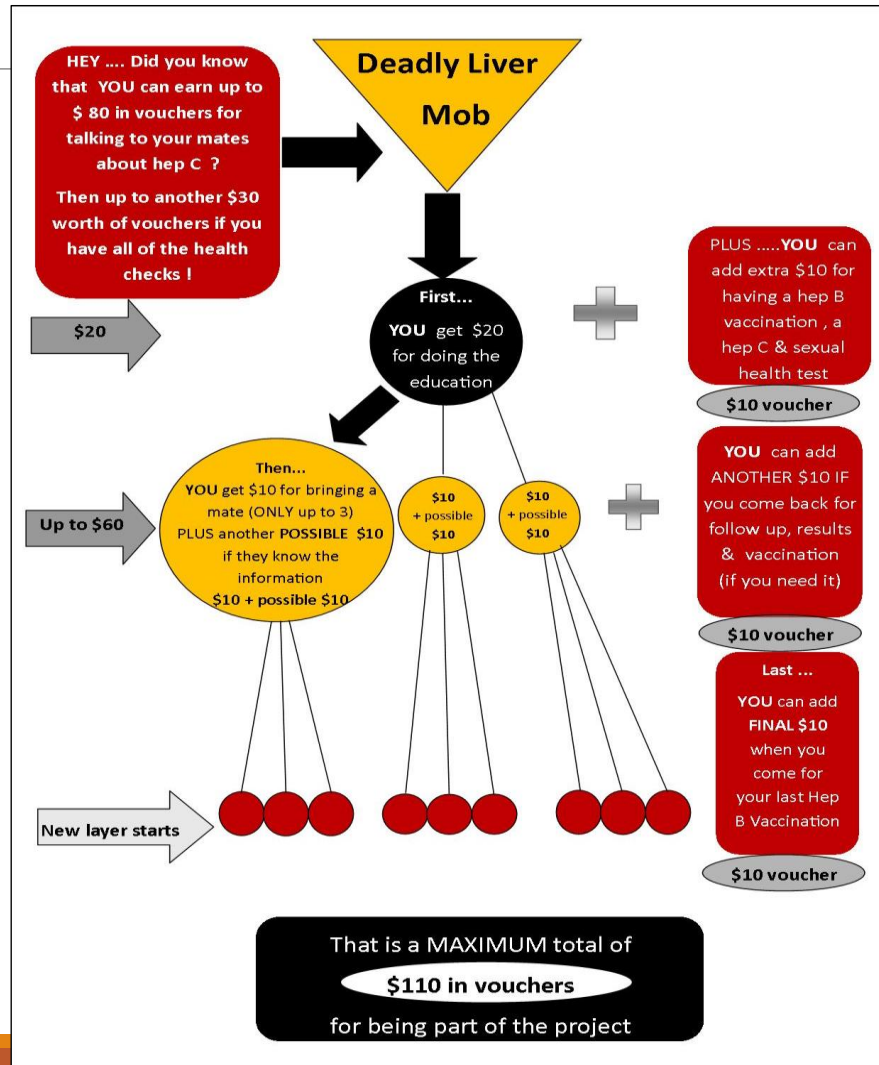 HEY .... Did you know
that YOU can earn up to
$ 80 in vouchers for
talking to your mates
about hep C ?
Then up to another $30
worth of vouchers if you
have all of the health
checks !
Deadly Liver
Mob
$20
First...
YOU get $20
for doing the
education
PLUS .....YOU can
add extra $10 for
having a hep B
vaccination , a
hep C & sexual
health test
$10 voucher
Up to $60
Then...
YOU get $10 for bringing a
mate (ONLY up to 3)
PLUS another POSSIBLE $10
if they know the
information
$10 + possible $10
$10
+ possible
$10
$10
+ possible
$10
YOU can add
ANOTHER $10 IF
you come back for
follow up, results
& vaccination
(if you need it)
$10 voucher
Last ...
YOU can add
FINAL $10
when you
come for
your last Hep
B Vaccination
$10 voucher
New layer starts
That is a MAXIMUM total of
$110 in vouchers
for being part of the project